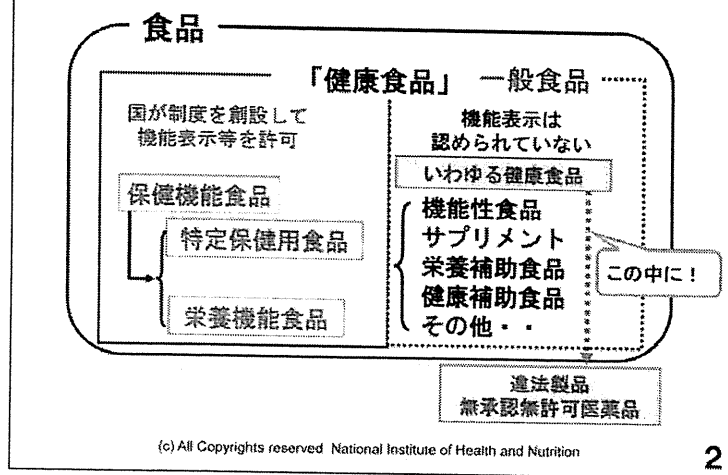 食品
「健康食品」 一般食品
国が制度を創設して
機能表示等を許可
保健機能食品
特定保健用食品
栄養機能食品
機能表示は
認められていない
いわゆる健康食品
機能性食品
サプリメント
栄養補助食品
健康補助食品
その他・・
この中に！
違法製品
無承認無許可医薬品
(c) All Copyrights reserved National Institute of Health and Nutrition
2